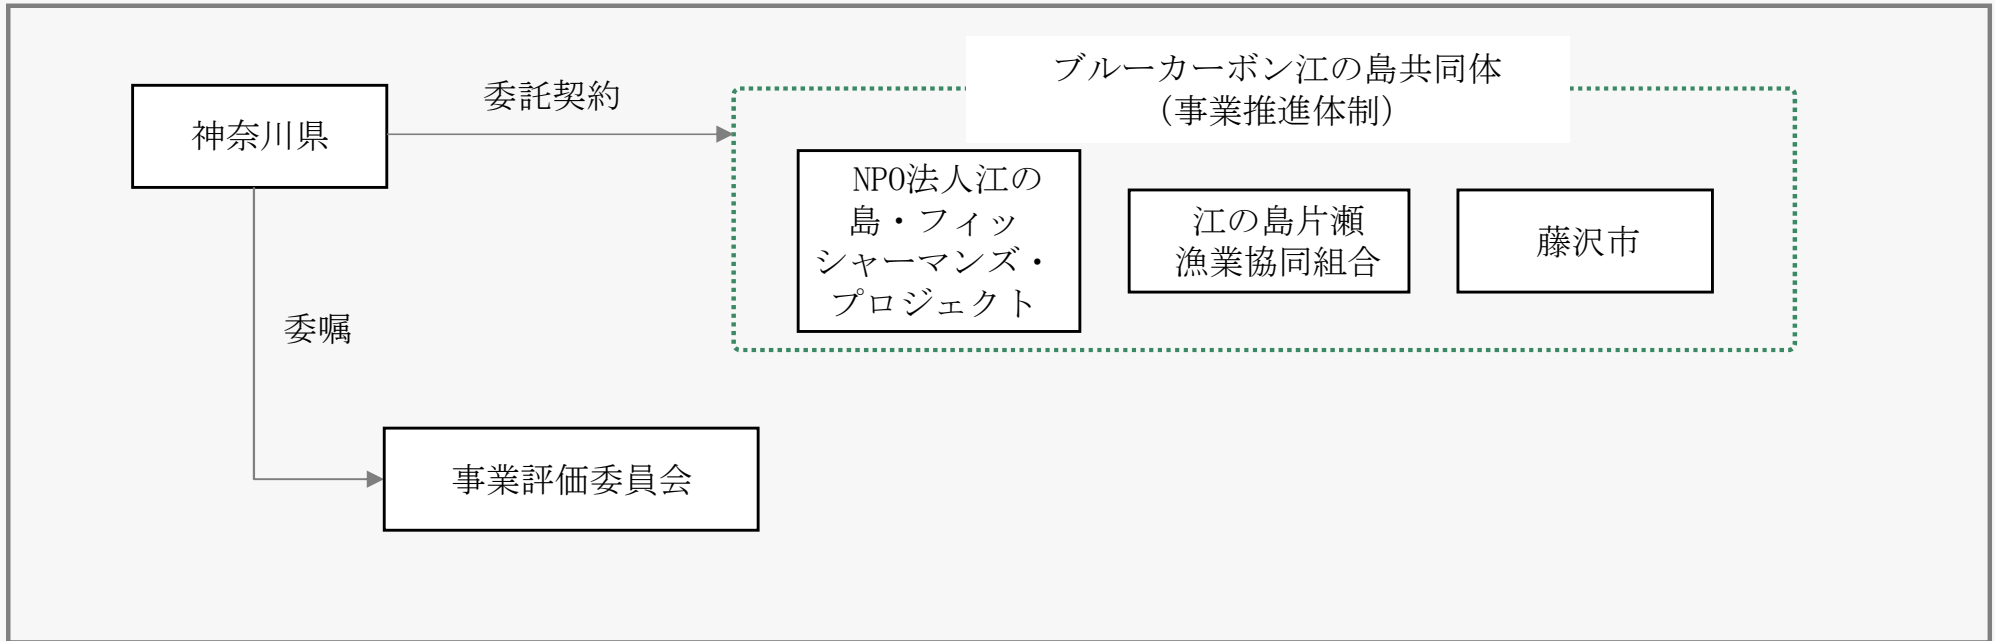 ブルーカーボン江の島共同体
（事業推進体制）
委託契約
神奈川県
NPO法人江の
島・フィッ
シャーマンズ・
プロジェクト
江の島片瀬
漁業協同組合
藤沢市
委嘱
事業評価委員会